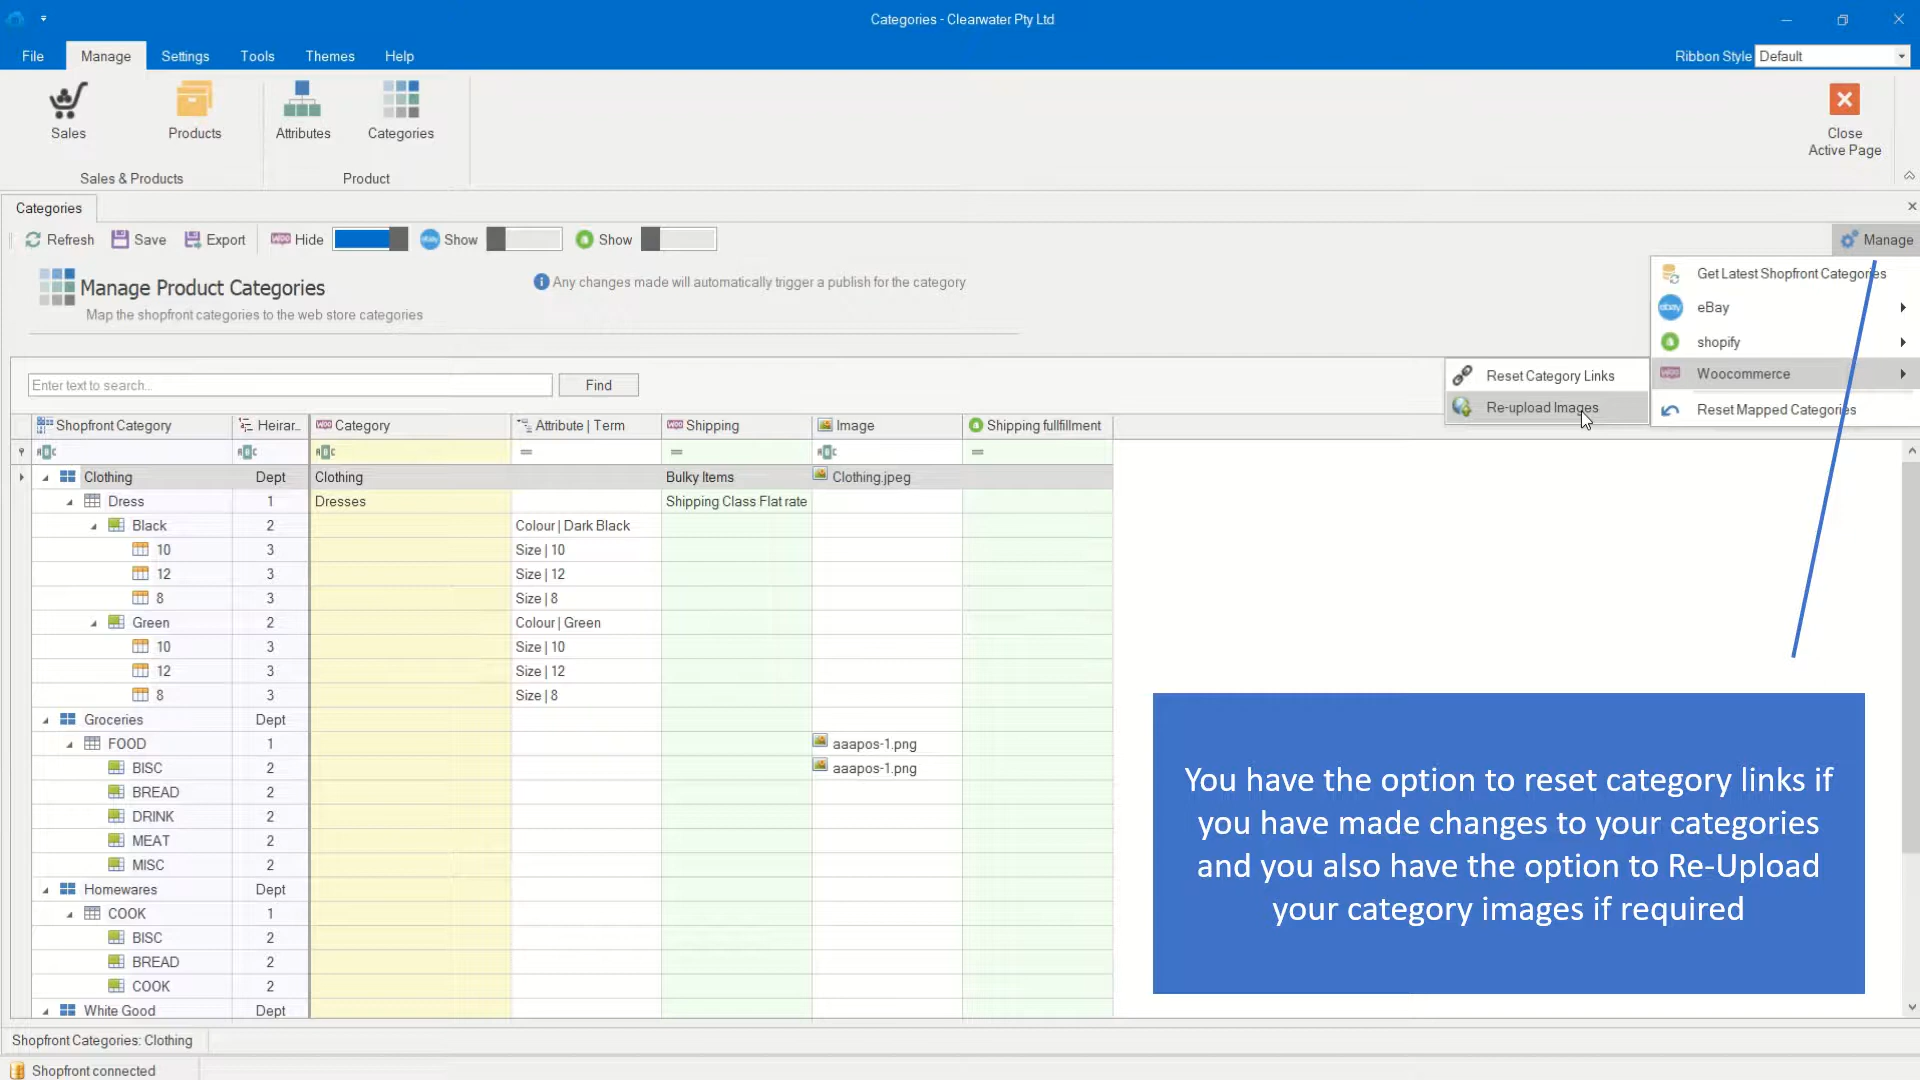 Categories - Clearwater Pty Ltd
File Manage Settings Tools Themes Help Ribbon Style Default
Sales Products Attributes Categories Close
Active Page
Sales & Products Product
Categories
Refresh Save Export Hide Show Show Manage
Manage Product Categories
Any changes made will automatically trigger a publish for the category
Map the shopfront categories to the web store categories
Get Latest Shopfront Categories
eBay
shopify
Woocommerce
Reset Mapped Categories
Reset Category Links
Re-upload Images
Enter text to search... Find
Shopfront Category Heirar... Category Attribute | Term Shipping Image Shipping fullfillment
Clothing Dept Clothing Bulky Items Clothing.jpeg
Dress 1 Dresses Shipping Class Flat rate
Black 2 Colour | Dark Black
10 3 Size | 10
12 3 Size | 12
8 3 Size | 8
Green 2 Colour | Green
10 3 Size | 10
12 3 Size | 12
8 3 Size | 8
Groceries Dept
FOOD 1 aaapos-1.png
BISC 2 aaapos-1.png
BREAD 2
DRINK 2
MEAT 2
MISC 2
Homewares Dept
COOK 1
BISC 2
BREAD 2
COOK 2
White Good Dept
You have the option to reset category links if
you have made changes to your categories
and you also have the option to Re-Upload
your category images if required
Shopfront Categories: Clothing
Shopfront connected